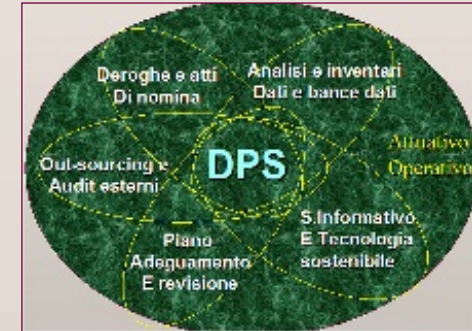 Deroghe e atti
Di nomina
Analisi e inventari
Dati e bance dati
Attuativo
Operativo
Out-sourcing e
Audit esterni
DPS
S.Informativo
E Tecnologia
sostenibile
Piano
Adeguamento
E revisione